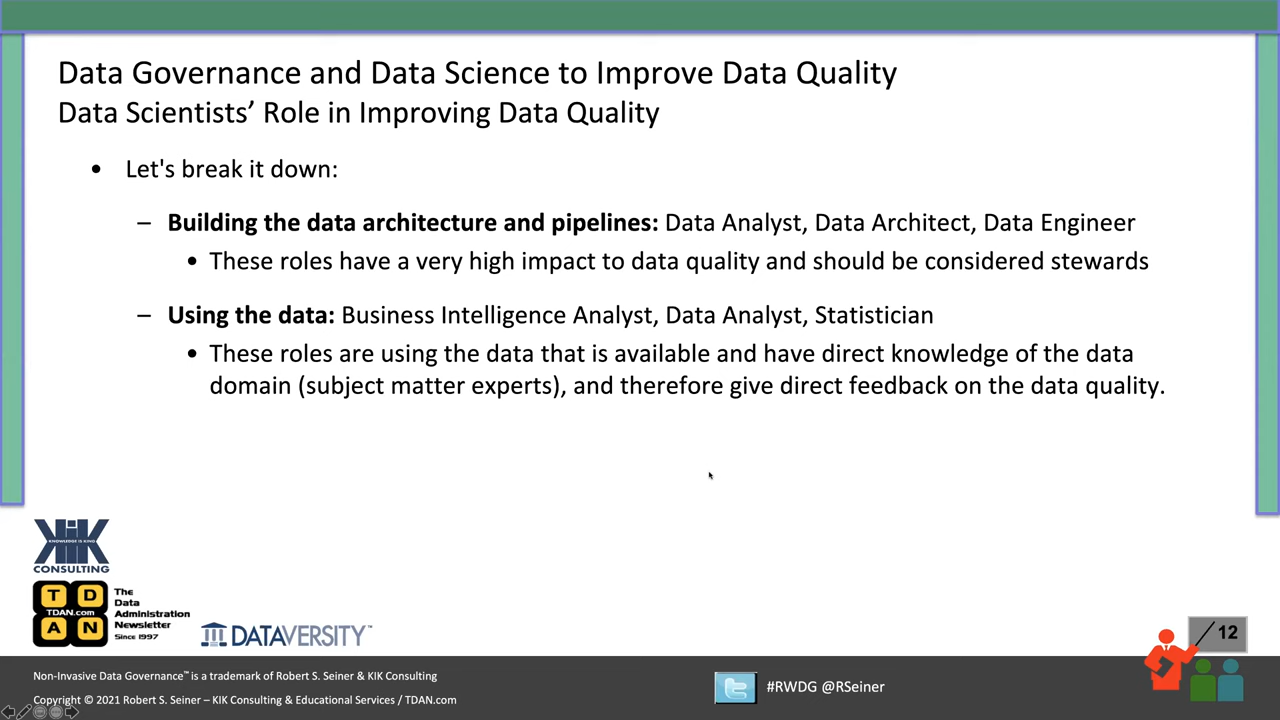 Data Governance and Data Science to Improve Data Quality
Data Scientists’ Role in Improving Data Quality
• Let's break it down:
– Building the data architecture and pipelines: Data Analyst, Data Architect, Data Engineer
• These roles have a very high impact to data quality and should be considered stewards
– Using the data: Business Intelligence Analyst, Data Analyst, Statistician
• These roles are using the data that is available and have direct knowledge of the data
domain (subject matter experts), and therefore give direct feedback on the data quality.
KIK
KNOWLEDGE IS KING
CONSULTING
T D
TDAN.com
A N
The
Data
Administration
Newsletter
Since 1997
DATAVERSITY™
12
Non-Invasive Data Governance™ is a trademark of Robert S. Seiner & KIK Consulting
Copyright © 2021 Robert S. Seiner – KIK Consulting & Educational Services / TDAN.com
#RWDG @RSeiner